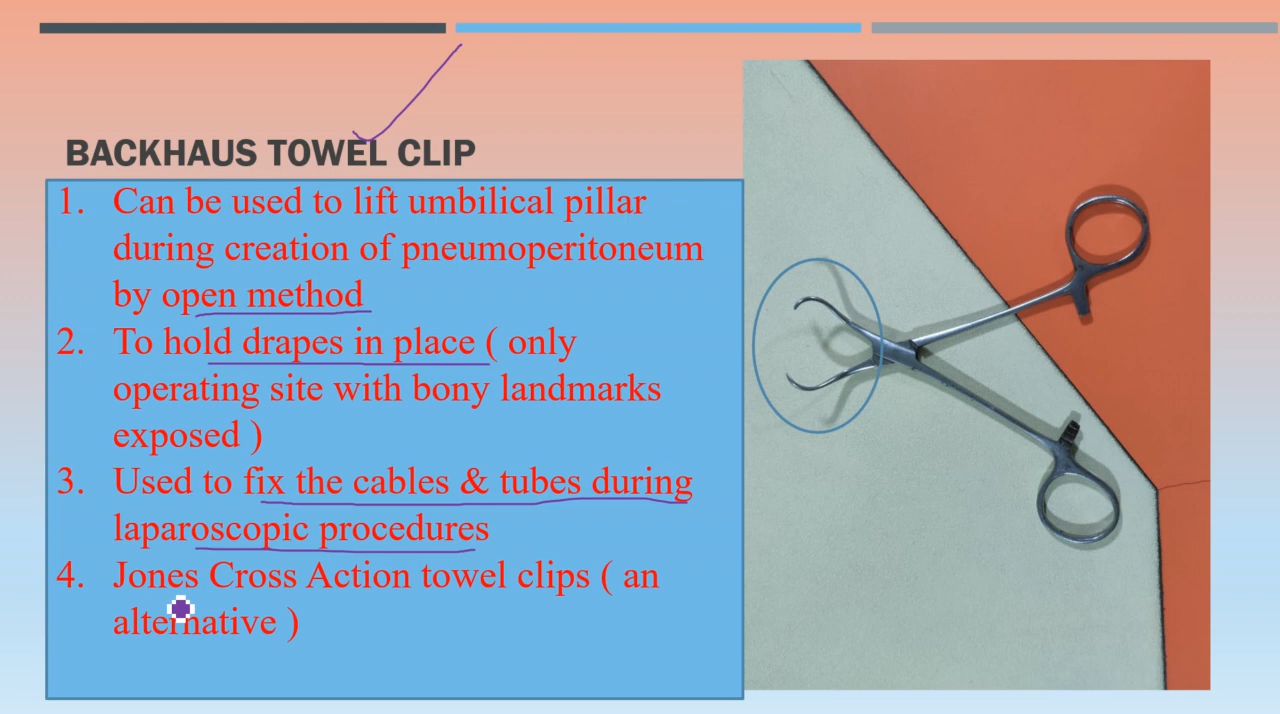 BACKHAUS TOWEL CLIP
1. Can be used to lift umbilical pillar
during creation of pneumoperitoneum
by open method
2. To hold drapes in place ( only
operating site with bony landmarks
exposed )
3. Used to fix the cables & tubes during
laparoscopic procedures
4. Jones Cross Action towel clips ( an
alternative )